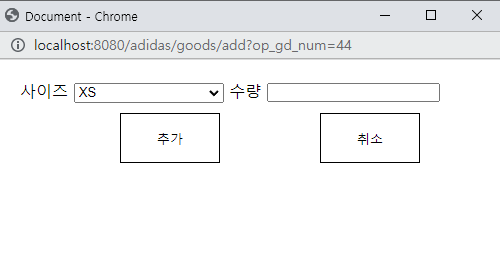 Document - Chrome
localhost:8080/adidas/goods/add?op_gd_num=44
사이즈 XS 수량
추가 취소